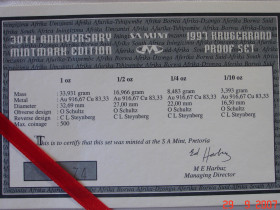 30TH ANNIVERSARY
MINTMARK EDITION
SA MINT
1997 KRUGERRAND
PROOF SET
1 oz 1/2 oz 1/4 oz 1/10 oz
Mass 33,931 gram 16,966 gram 8,483 gram 3,393 gram
Metal Au 916,67 Cu 83,33 Au 916,67 Cu 83,33 Au 916,67 Cu 83,33 Au 916,67 Cu 83,33
Diameter 32,69 mm 27,00 mm 22,00 mm 16,50 mm
Obverse design O Schultz O Schultz O Schultz O Schultz
Reverse design C L Steynberg C L Steynberg C L Steynberg C L Steynberg
Max. coinage 500
This is to certify that this set was minted at the S A Mint, Pretoria
M E Harbuz
Managing Director